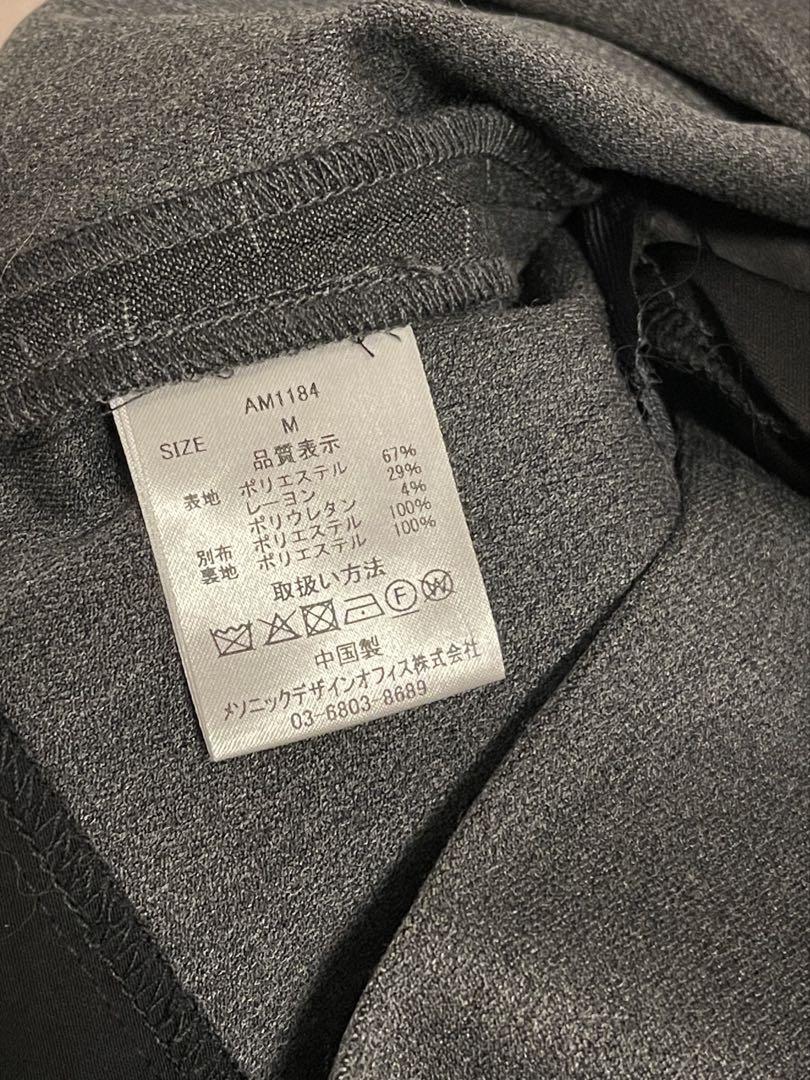 AM1184
SIZE M
品質表示
表地 ポリエステル 67%
レーヨン 29%
ポリウレタン 4%
別布 ポリエステル 100%
裏地 ポリエステル 100%
取扱い方法
F W
中国製
メソニックデザインオフィス株式会社
03-6803-8689